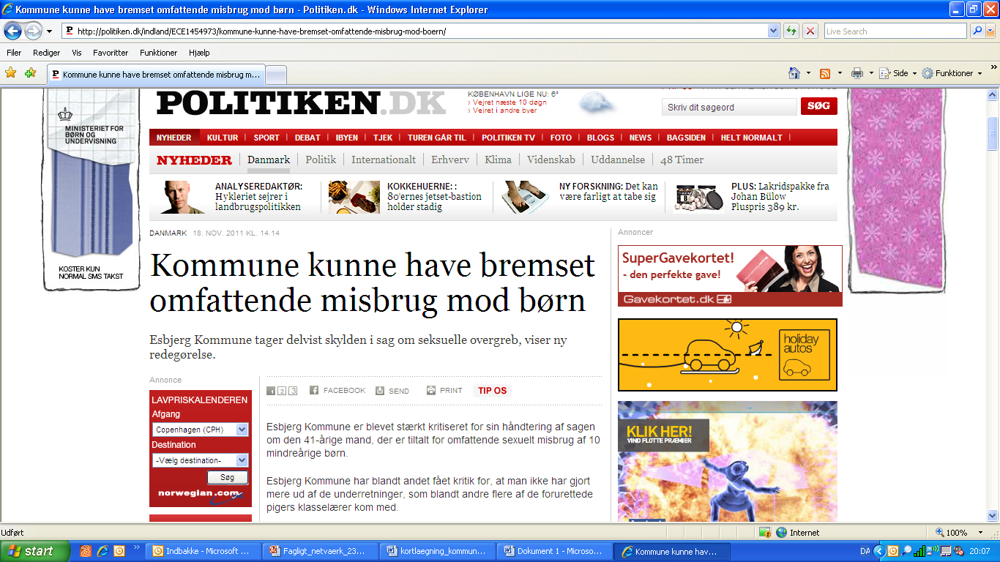 Kommune kunne have bremset omfattende misbrug mod børn - Politiken.dk - Windows Internet Explorer
http://politiken.dk/indland/ECE1454973/kommune-kunne-have-bremset-omfattende-misbrug-mod-boern/
Live Search
Filer Rediger Vis Favoritter Funktioner Hjælp
Kommune kunne have bremset omfattende misbrug m...
Side Funktioner
POLITIKEN.DK
KØBENHAVN LIGE NU: 6°
› Vejret næste 10 døgn
› Vejret i andre byer
Skriv dit søgeord
SØG
MINISTERIET FOR
BØRN OG
UNDERVISNING
KOSTER KUN
NORMAL SMS TAKST
NYHEDER KULTUR SPORT DEBAT IBYEN TJEK TUREN GÅR TIL POLITIKEN TV FOTO BLOGS NEWS BAGSIDEN HELT NORMALT
NYHEDER Danmark Politik Internationalt Erhverv Klima Videnskab Uddannelse 48 Timer
ANALYSEREDAKTØR:
Hykleriet sejrer i
landbrugspolitikken
KOKKEHUERNE: :
80'ernes jetset-bastion
holder stadig
NY FORSKNING: Det kan
være farligt at tabe sig
PLUS: Lakridspakke fra
Johan Bülow
Pluspris 389 kr.
DANMARK 18. NOV. 2011 KL. 14.14
Kommune kunne have bremset
omfattende misbrug mod børn
Esbjerg Kommune tager delvist skylden i sag om seksuelle overgreb, viser ny
redegørelse.
Annonce
LAVPRISKALENDEREN
Afgang
Copenhagen (CPH)
Destination
-Vælg destination-
Søg
norwegian.com
2 3 FACEBOOK SEND PRINT TIP OS
Esbjerg Kommune er blevet stærkt kritiseret for sin håndtering af sagen
om den 41-årige mand, der er tiltalt for omfattende sexuelt misbrug af 10
mindreårige børn.
Esbjerg Kommune har blandt andet fået kritik for, at man ikke har gjort
mere ud af de underretninger, som blandt andre flere af de forurettede
pigers klasselærer kom med.
Annoncer
SuperGavekortet!
- den perfekte gave!
Gavekortet.dk
holiday
autos
KLIK HER!
VIND FLOTTE PRÆMIER
Udført
Internet
100%
start
Indbakke - Microsoft ...
Fagligt_netvaerk_23...
kortlaegning_kommun...
Dokument 1 - Microso...
Kommune kunne hav...
DA
20:07